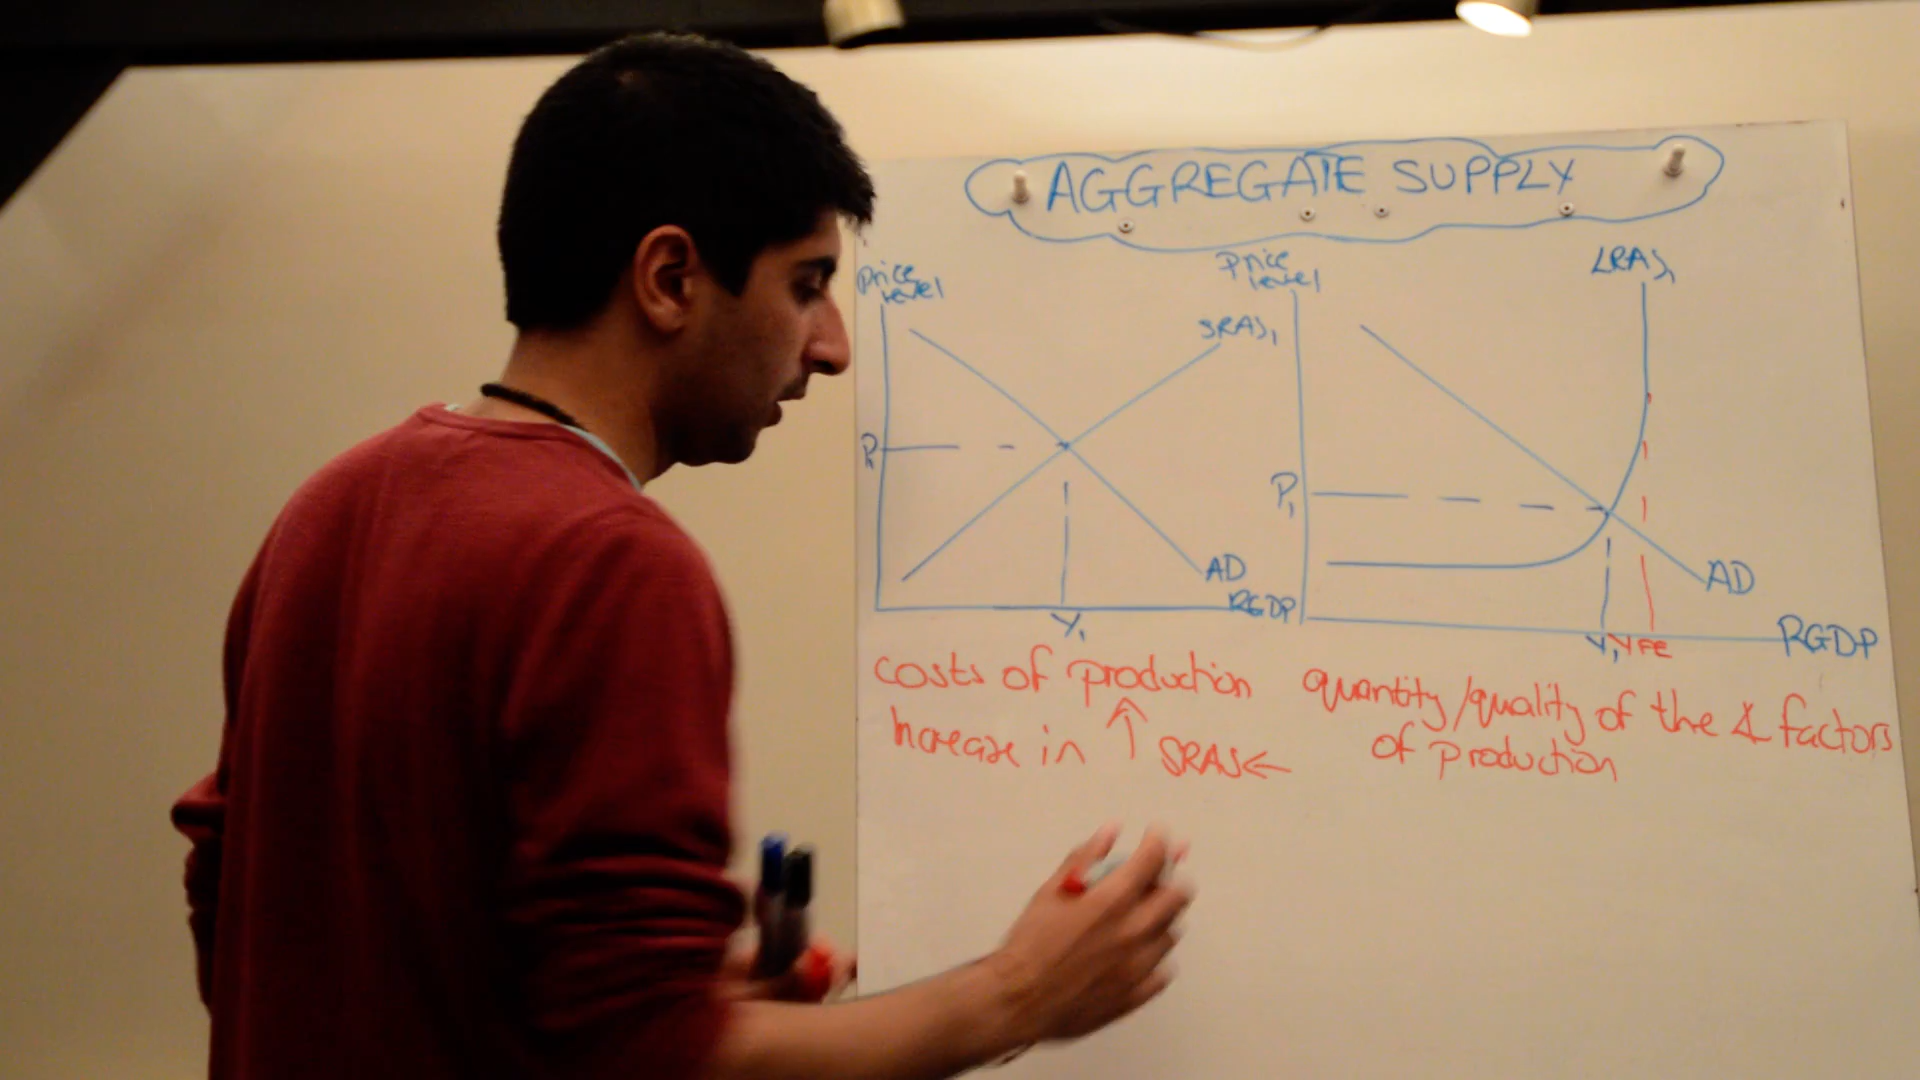 AGGREGATE SUPPLY
Price
level
SRAS1
P1
AD
RGDP
Y1
Price
level
LRAS1
P1
AD
RGDP
Y1 YFE
costs of production
Increase in ↑ SRAS←
quantity/quality of the 4 factors
of production